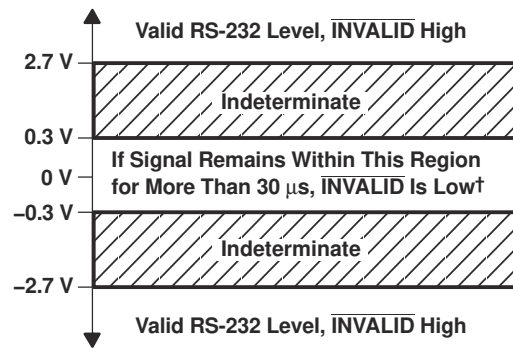 Valid RS-232 Level, INVALID High
2.7 V
Indeterminate
0.3 V
If Signal Remains Within This Region
0 V
for More Than 30 μs, INVALID Is Low†
−0.3 V
Indeterminate
−2.7 V
Valid RS-232 Level, INVALID High